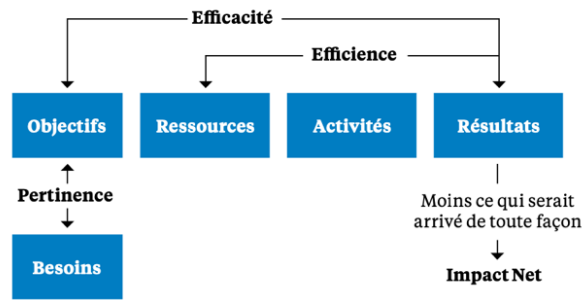 Efficacité
Efficience
Objectifs
Ressources
Activités
Résultats
Pertinence
Moins ce qui serait
arrivé de toute façon
Besoins
Impact Net